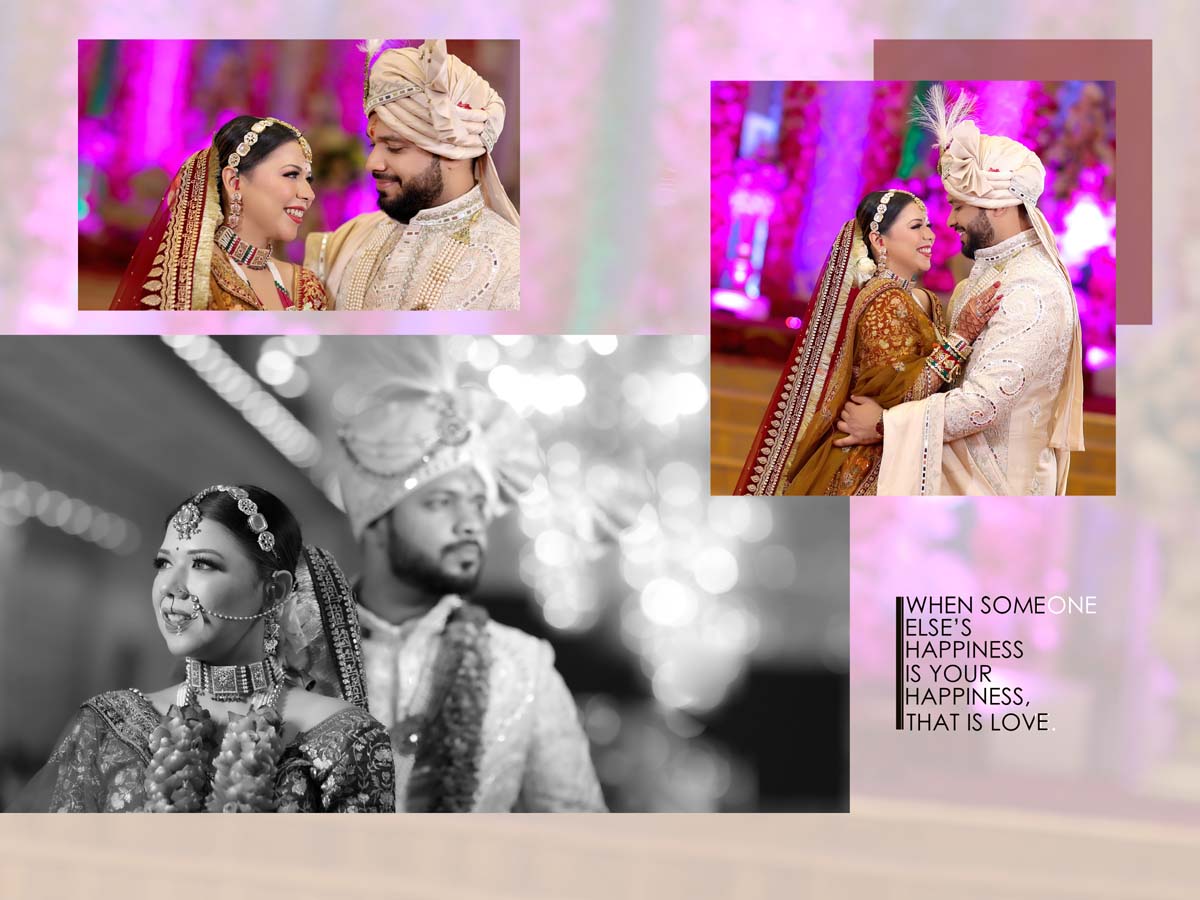 WHEN SOMEONE
ELSE’S
HAPPINESS
IS YOUR
HAPPINESS,
THAT IS LOVE.